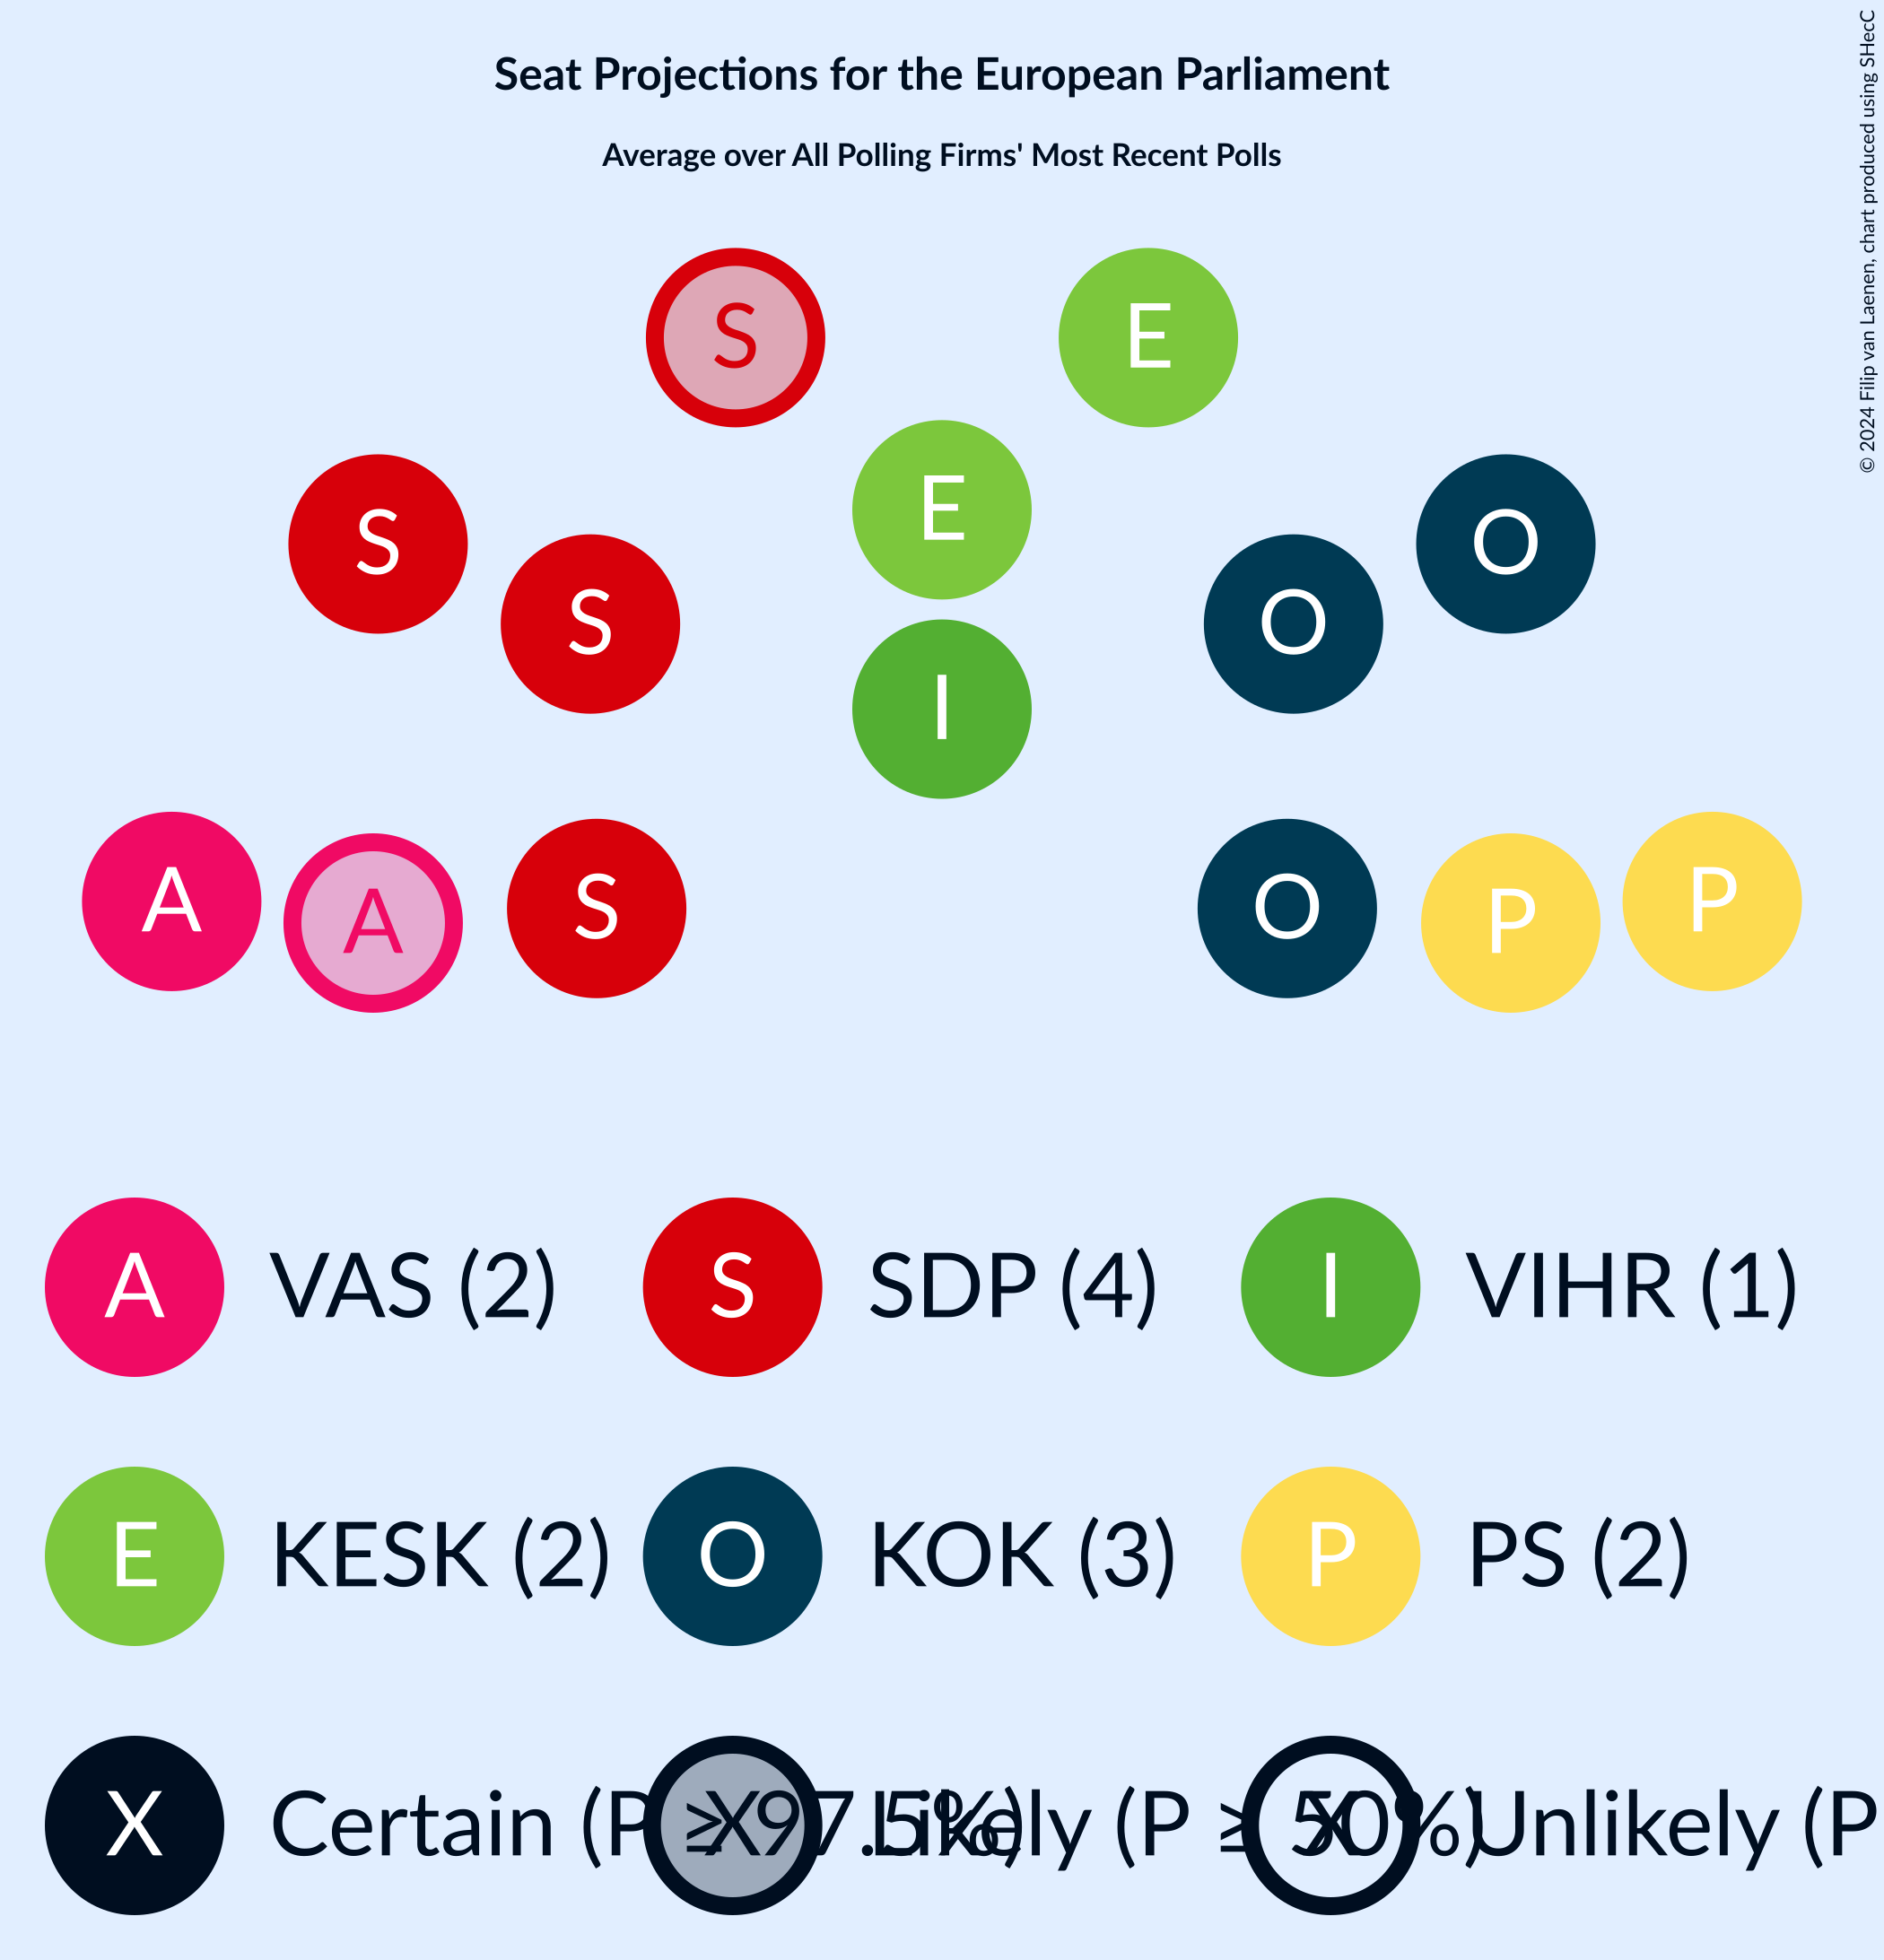 Seat Projections for the European Parliament
Average over All Polling Firms' Most Recent Polls
© 2024 Filip van Laenen, chart produced using SHecC
S E
E
S O
S O
I
A P
A P
S O
A VAS (2) S SDP (4) I VIHR (1)
E KESK (2) O KOK (3) P PS (2)
X Certain (P ≥ 97.5%) X Likely (P ≥ 50%) X Unlikely (P